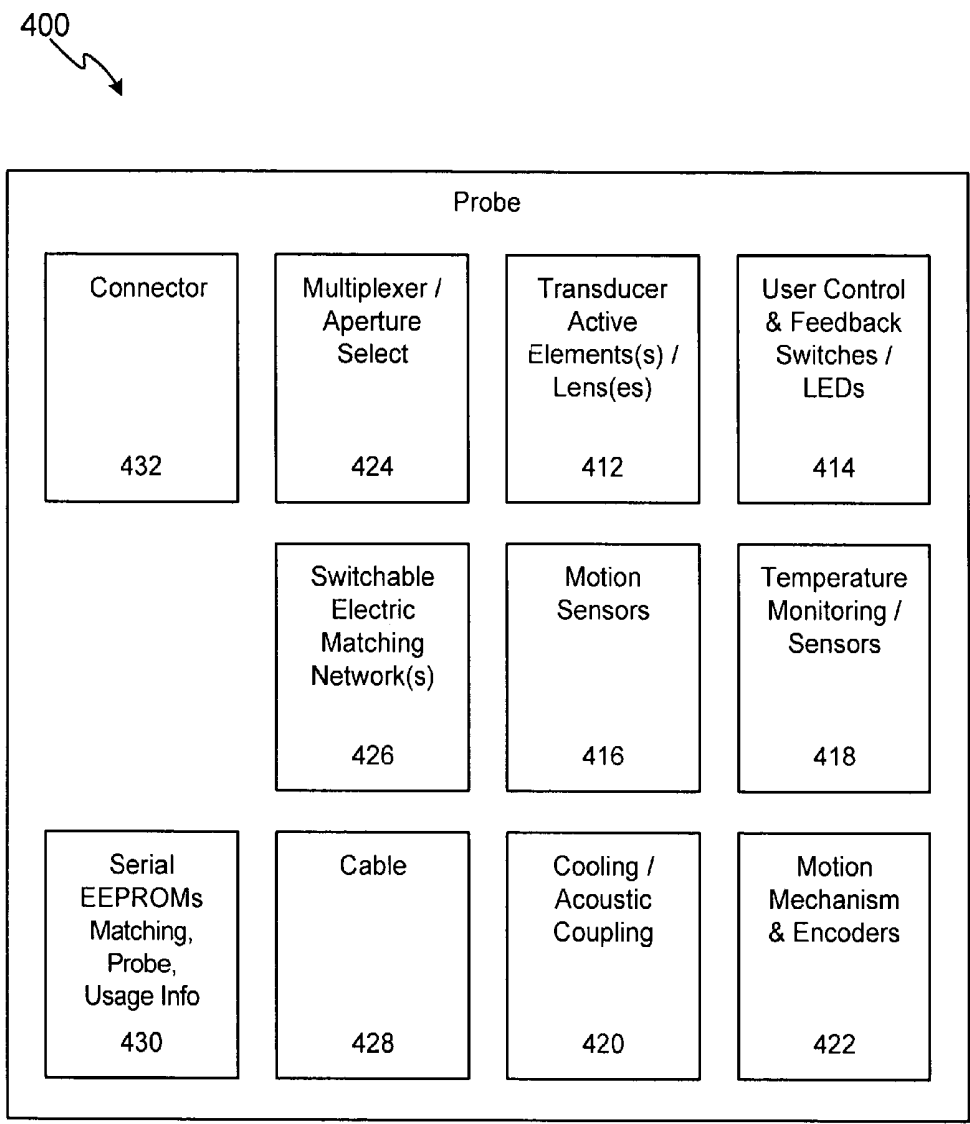 400
Probe
Connector
432
Multiplexer /
Aperture
Select
424
Transducer
Active
Elements(s) /
Lens(es)
412
User Control
& Feedback
Switches /
LEDs
414
Switchable
Electric
Matching
Network(s)
426
Motion
Sensors
416
Temperature
Monitoring /
Sensors
418
Serial
EEPROMs
Matching,
Probe,
Usage Info
430
Cable
428
Cooling /
Acoustic
Coupling
420
Motion
Mechanism
& Encoders
422